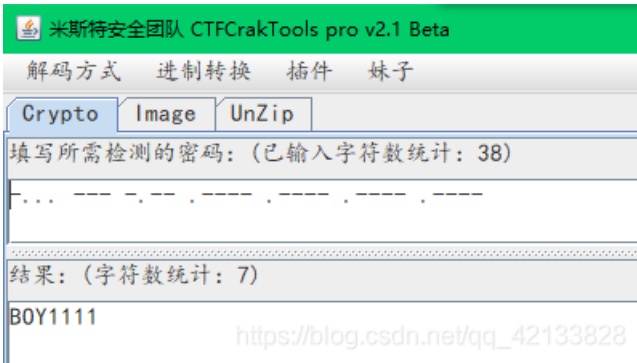 米斯特安全团队 CTFCrakTools pro v2.1 Beta
解码方式 进制转换 插件 妹子
Crypto Image UnZip
填写所需检测的密码：(已输入字符数统计：38)
-... --- -.-- .---- .---- .---- .----
结果：(字符数统计：7)
BOY1111
https://blog.csdn.net/qq_42133828